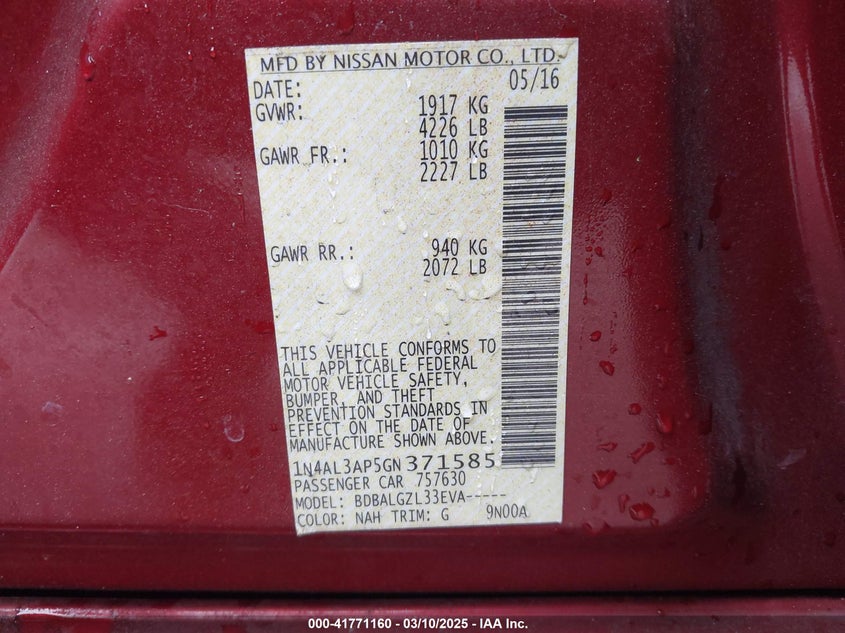 MFD BY NISSAN MOTOR CO., LTD.
DATE: 05/16
GVWR: 1917 KG
4226 LB
GAWR FR.: 1010 KG
2227 LB
GAWR RR.: 940 KG
2072 LB
THIS VEHICLE CONFORMS TO
ALL APPLICABLE FEDERAL
MOTOR VEHICLE SAFETY,
BUMPER, AND THEFT
PREVENTION STANDARDS IN
EFFECT ON THE DATE OF
MANUFACTURE SHOWN ABOVE.
1N4AL3AP5GN371585
PASSENGER CAR 757630
MODEL: BDBALGZL33EVA-----
COLOR: NAH TRIM: G 9N00A
000-41771160 - 03/10/2025 - IAA Inc.